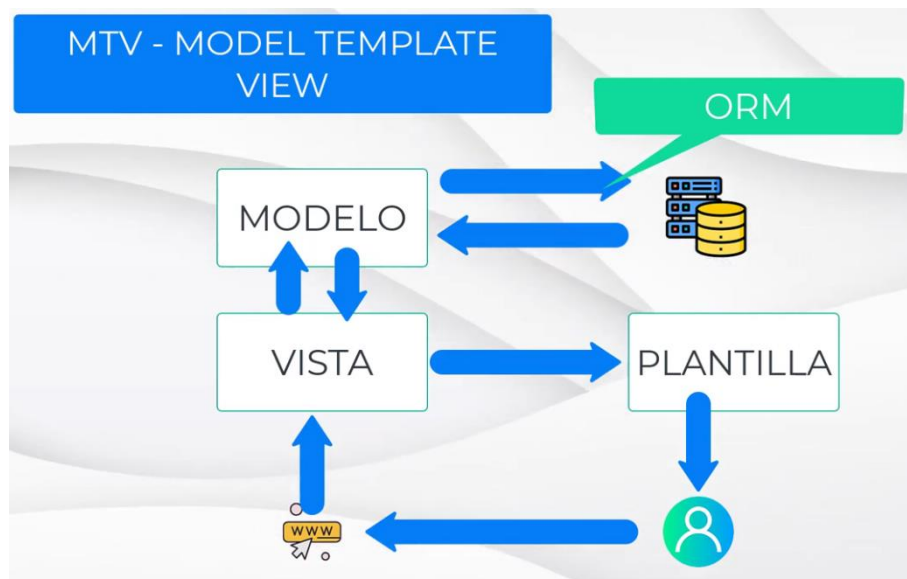 MTV - MODEL TEMPLATE
VIEW
ORM
MODELO
VISTA
PLANTILLA
WWW